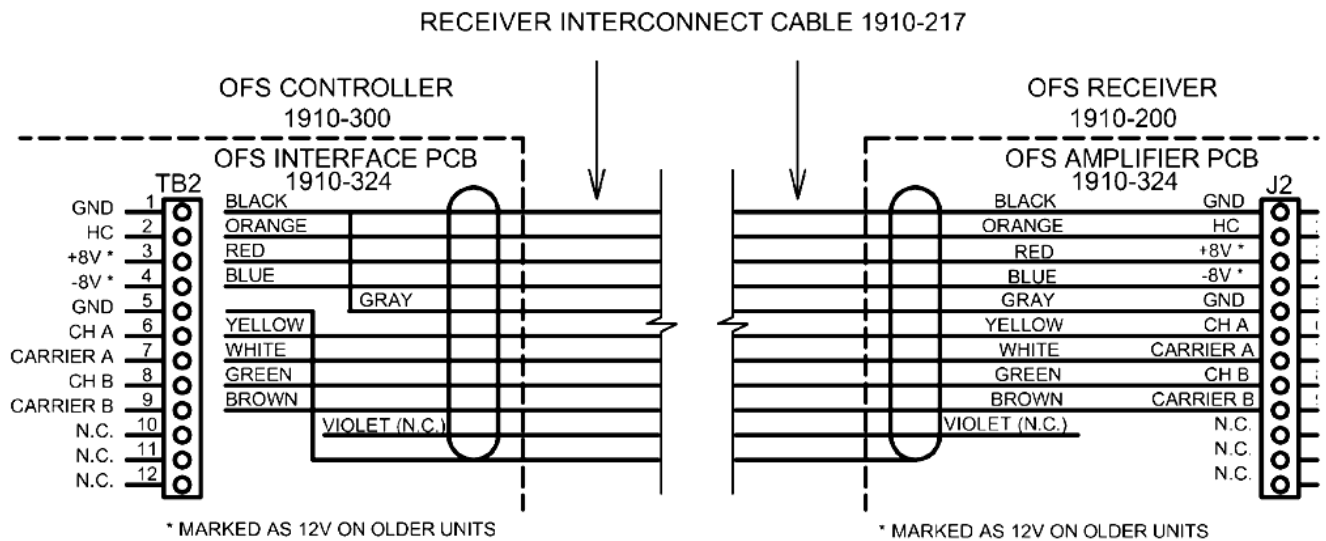 RECEIVER INTERCONNECT CABLE 1910-217
OFS CONTROLLER
1910-300
OFS RECEIVER
1910-200
OFS INTERFACE PCB
1910-324
OFS AMPLIFIER PCB
1910-324
TB2
J2
GND 1 BLACK BLACK GND
HC 2 ORANGE ORANGE HC
+8V * 3 RED RED +8V *
-8V * 4 BLUE BLUE -8V *
GND 5 GRAY GRAY GND
CH A 6 YELLOW YELLOW CH A
CARRIER A 7 WHITE WHITE CARRIER A
CH B 8 GREEN GREEN CH B
CARRIER B 9 BROWN BROWN CARRIER B
N.C. 10 VIOLET (N.C.) VIOLET (N.C.) N.C.
N.C. 11 N.C.
N.C. 12 N.C.
* MARKED AS 12V ON OLDER UNITS
* MARKED AS 12V ON OLDER UNITS